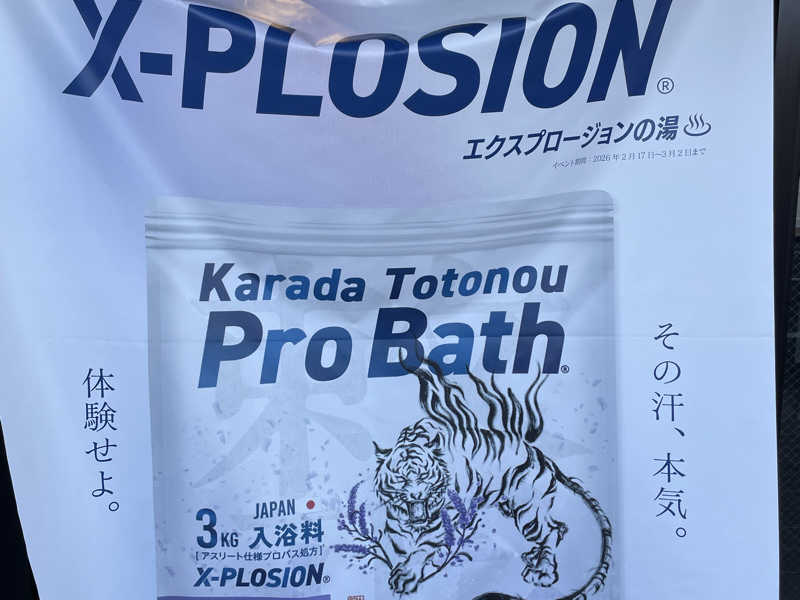 X-PLOSION®
エクスプロージョンの湯♨
イベント期間：2026年2月17日〜3月2日まで
Karada Totonou
Pro Bath®
その汗、本気。
体験せよ。
JAPAN
3KG 入浴料
[アスリート仕様プロバス処方]
X-PLOSION®